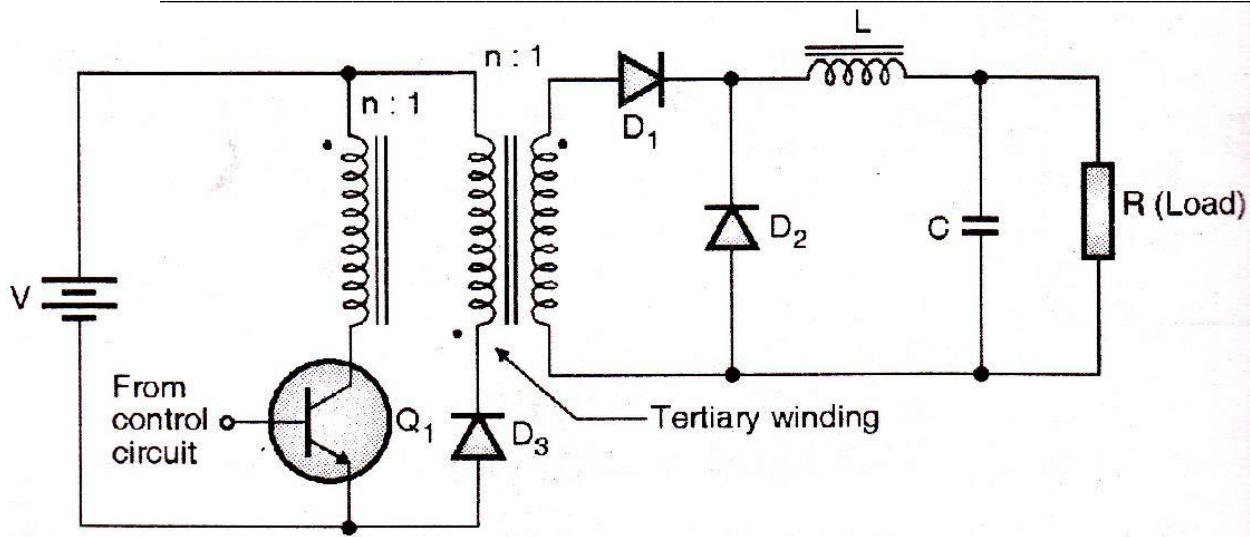 n : 1
L
n : 1
D1
V
D2
C
R (Load)
From
control
circuit
Q1
D3
Tertiary winding